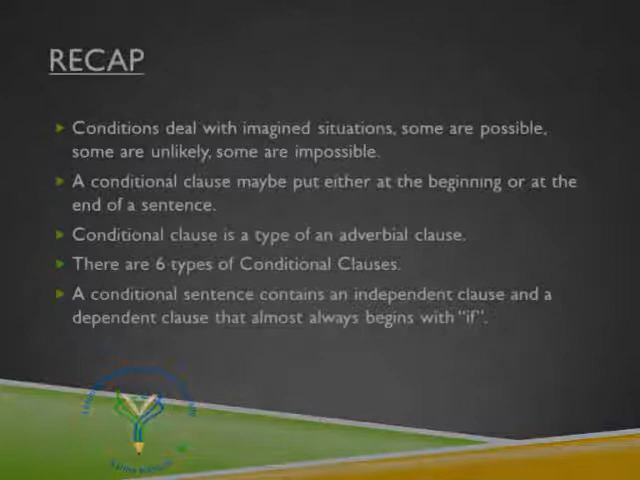 RECAP
Conditions deal with imagined situations, some are possible,
some are unlikely, some are impossible.
A conditional clause maybe put either at the beginning or at the
end of a sentence.
Conditional clause is a type of an adverbial clause.
There are 6 types of Conditional Clauses.
A conditional sentence contains an independent clause and a
dependent clause that almost always begins with "if".